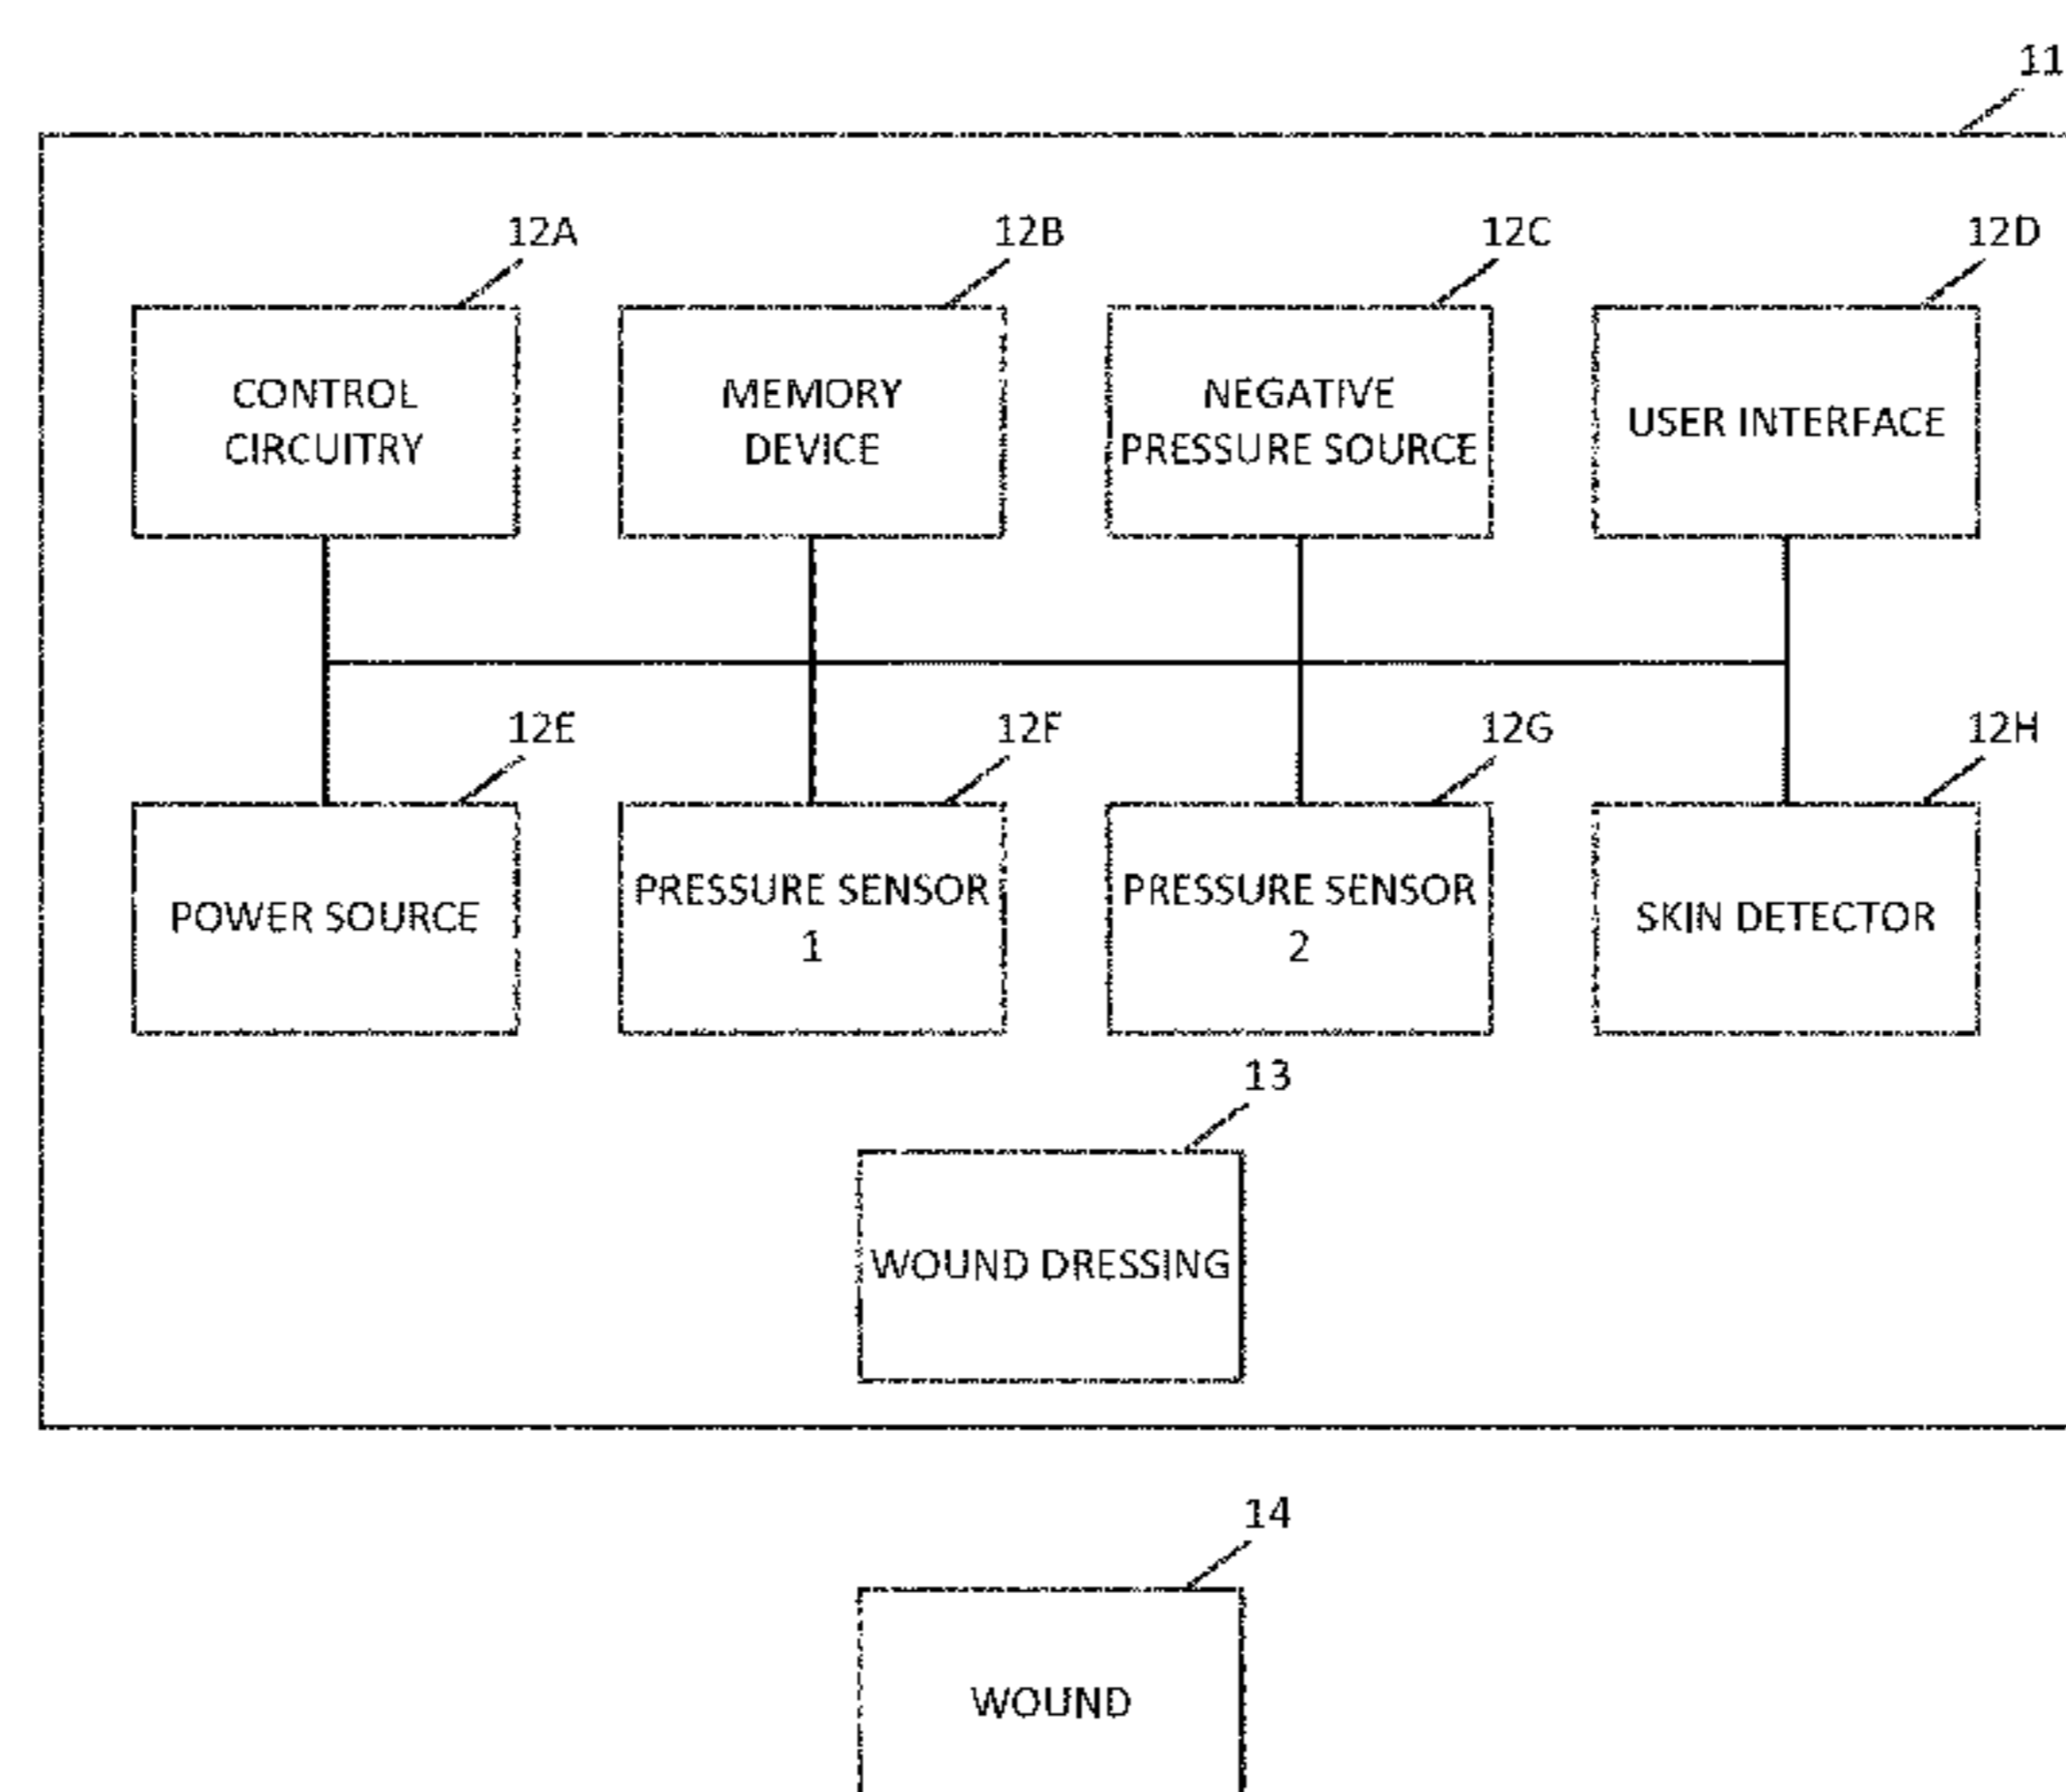 11
12A
12B
12C
12D
CONTROL
CIRCUITRY
MEMORY
DEVICE
NEGATIVE
PRESSURE SOURCE
USER INTERFACE
12E
12F
12G
12H
POWER SOURCE
PRESSURE SENSOR
1
PRESSURE SENSOR
2
SKIN DETECTOR
13
WOUND DRESSING
14
WOUND